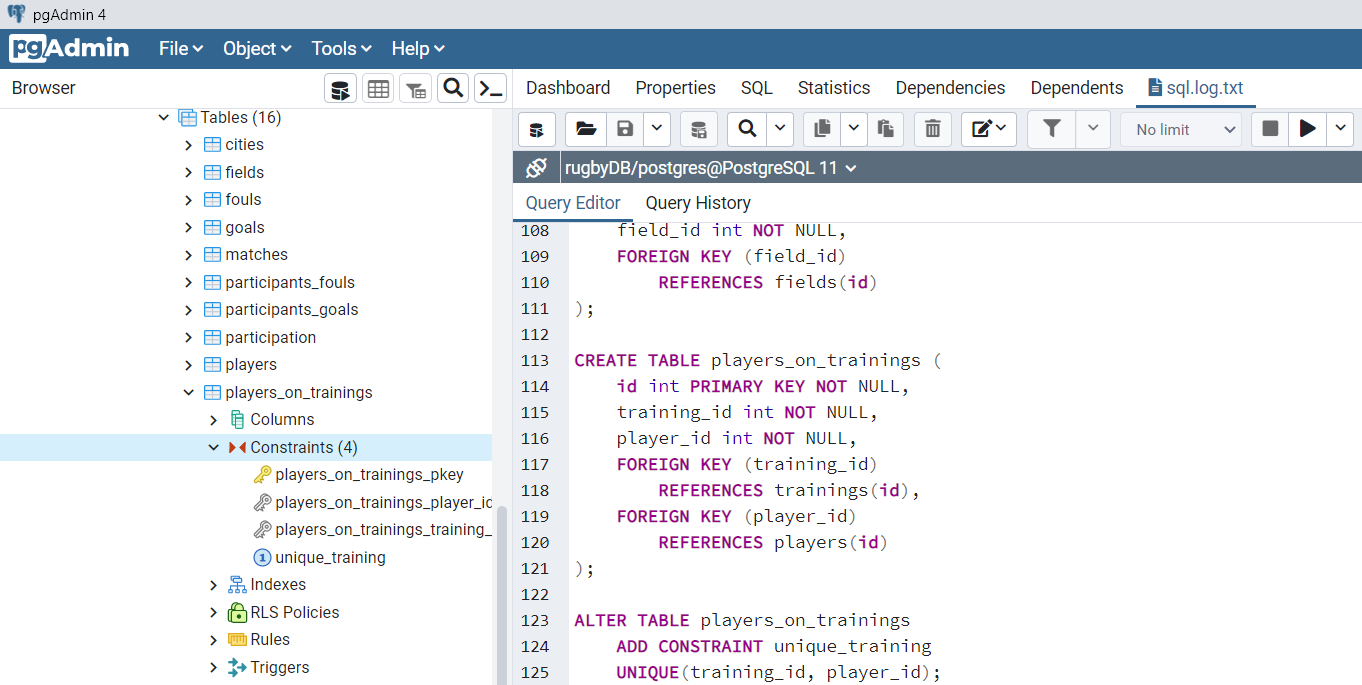 pgAdmin 4
pgAdmin File Object Tools Help
Browser
Dashboard Properties SQL Statistics Dependencies Dependents sql.log.txt
No limit
rugbyDB/postgres@PostgreSQL 11
Query Editor Query History
Tables (16)
cities
fields
fouls
goals
matches
participants_fouls
participants_goals
participation
players
players_on_trainings
Columns
Constraints (4)
players_on_trainings_pkey
players_on_trainings_player_id
players_on_trainings_training_
1 unique_training
Indexes
RLS Policies
Rules
Triggers
108 field_id int NOT NULL,
109 FOREIGN KEY (field_id)
110 REFERENCES fields(id)
111 );
112
113 CREATE TABLE players_on_trainings (
114 id int PRIMARY KEY NOT NULL,
115 training_id int NOT NULL,
116 player_id int NOT NULL,
117 FOREIGN KEY (training_id)
118 REFERENCES trainings(id),
119 FOREIGN KEY (player_id)
120 REFERENCES players(id)
121 );
122
123 ALTER TABLE players_on_trainings
124 ADD CONSTRAINT unique_training
125 UNIQUE(training_id, player_id);